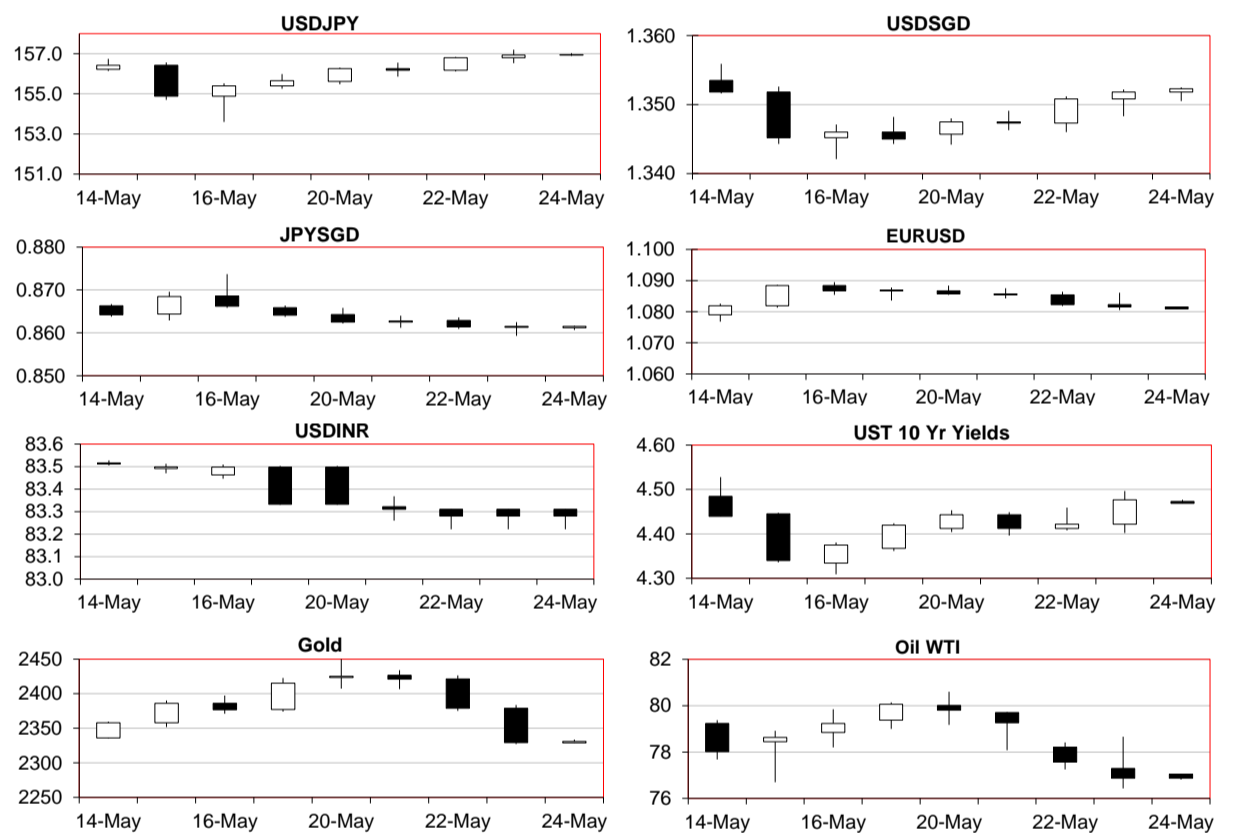 USDJPY
157.0
155.0
153.0
151.0
14-May 16-May 20-May 22-May 24-May
USDSGD
1.360
1.350
1.340
14-May 16-May 20-May 22-May 24-May
JPYSGD
0.880
0.870
0.860
0.850
14-May 16-May 20-May 22-May 24-May
EURUSD
1.100
1.090
1.080
1.070
1.060
14-May 16-May 20-May 22-May 24-May
USDINR
83.6
83.5
83.4
83.3
83.2
83.1
83.0
14-May 16-May 20-May 22-May 24-May
UST 10 Yr Yields
4.60
4.50
4.40
4.30
14-May 16-May 20-May 22-May 24-May
Gold
2450
2400
2350
2300
2250
14-May 16-May 20-May 22-May 24-May
Oil WTI
82
80
78
76
14-May 16-May 20-May 22-May 24-May